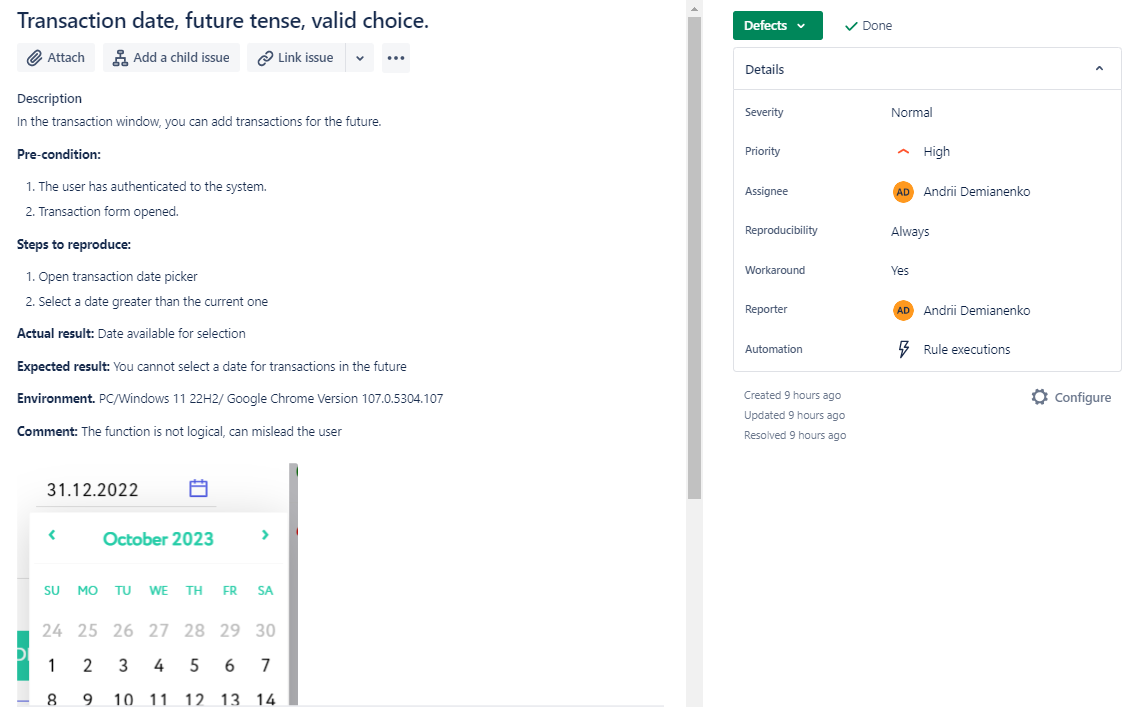 Transaction date, future tense, valid choice.
Attach
Add a child issue
Link issue
Description
In the transaction window, you can add transactions for the future.
Pre-condition:
1. The user has authenticated to the system.
2. Transaction form opened.
Steps to reproduce:
1. Open transaction date picker
2. Select a date greater than the current one
Actual result: Date available for selection
Expected result: You cannot select a date for transactions in the future
Environment. PC/Windows 11 22H2/ Google Chrome Version 107.0.5304.107
Comment: The function is not logical, can mislead the user
31.12.2022
October 2023
SU MO TU WE TH FR SA
24 25 26 27 28 29 30
1 2 3 4 5 6 7
8 9 10 11 12 13 14
Defects
Done
Details
Severity Normal
Priority High
Assignee AD Andrii Demianenko
Reproducibility Always
Workaround Yes
Reporter AD Andrii Demianenko
Automation Rule executions
Created 9 hours ago
Configure
Updated 9 hours ago
Resolved 9 hours ago